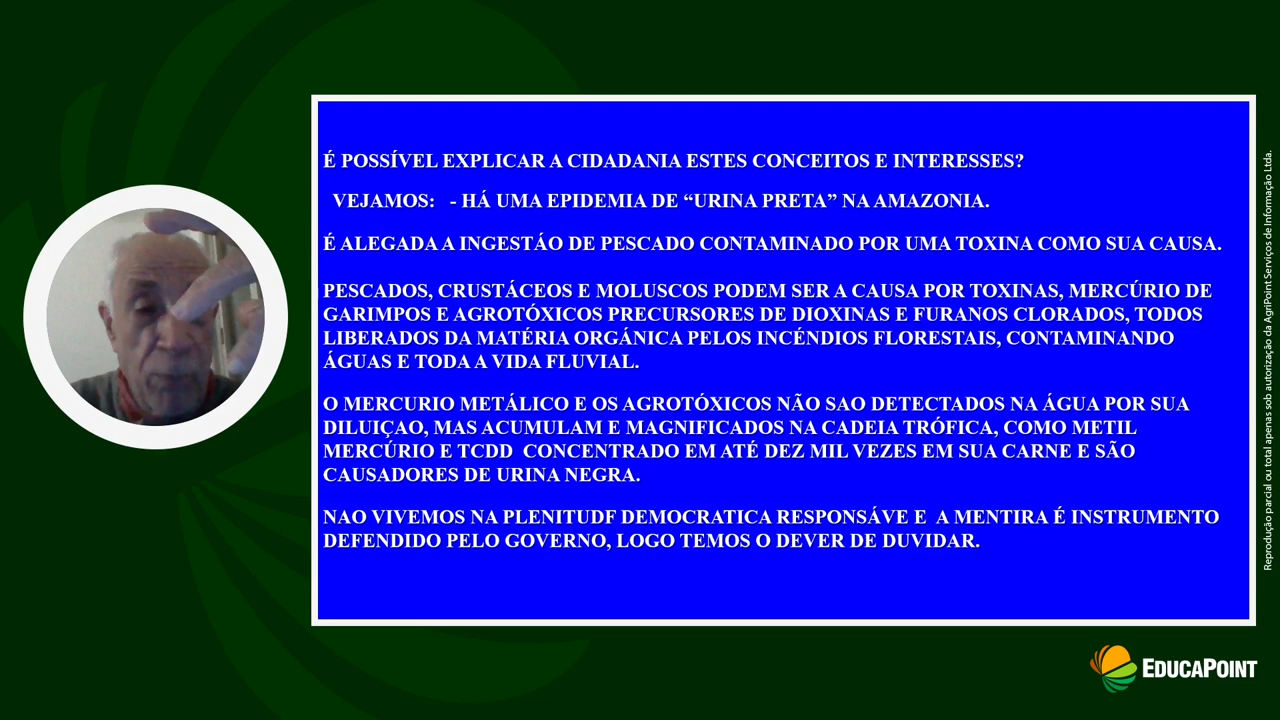 É POSSÍVEL EXPLICAR A CIDADANIA ESTES CONCEITOS E INTERESSES?
VEJAMOS: - HÁ UMA EPIDEMIA DE “URINA PRETA” NA AMAZONIA.
É ALEGADA A INGESTÁO DE PESCADO CONTAMINADO POR UMA TOXINA COMO SUA CAUSA.
PESCADOS, CRUSTÁCEOS E MOLUSCOS PODEM SER A CAUSA POR TOXINAS, MERCÚRIO DE
GARIMPOS E AGROTÓXICOS PRECURSORES DE DIOXINAS E FURANOS CLORADOS, TODOS
LIBERADOS DA MATÉRIA ORGÁNICA PELOS INCÉNDIOS FLORESTAIS, CONTAMINANDO
ÁGUAS E TODA A VIDA FLUVIAL.
O MERCURIO METÁLICO E OS AGROTÓXICOS NÃO SAO DETECTADOS NA ÁGUA POR SUA
DILUIÇAO, MAS ACUMULAM E MAGNIFICADOS NA CADEIA TRÓFICA, COMO METIL
MERCÚRIO E TCDD CONCENTRADO EM ATÉ DEZ MIL VEZES EM SUA CARNE E SÃO
CAUSADORES DE URINA NEGRA.
NAO VIVEMOS NA PLENITUDF DEMOCRATICA RESPONSÁVE E A MENTIRA É INSTRUMENTO
DEFENDIDO PELO GOVERNO, LOGO TEMOS O DEVER DE DUVIDAR.
Reprodução parcial ou total apenas sob autorização da AgriPoint Serviços de Informação Ltda.
EDUCAPOINT